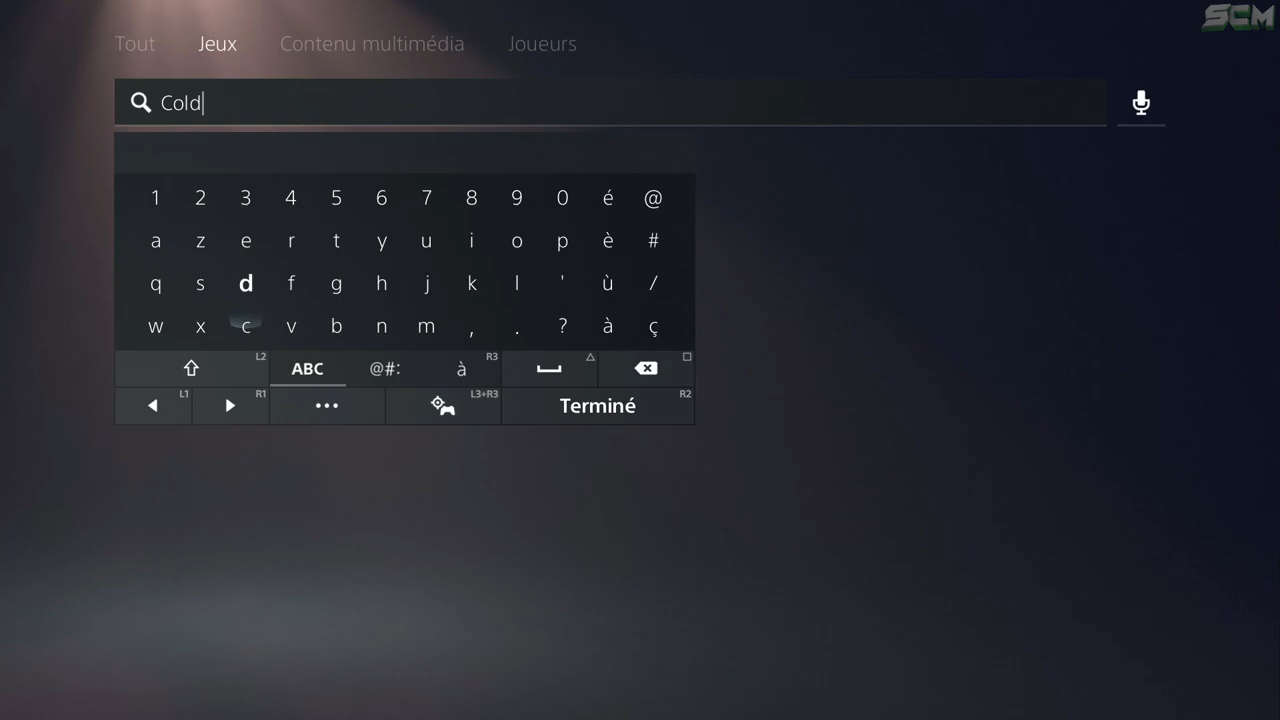 SCM
Tout Jeux Contenu multimédia Joueurs
Cold
1 2 3 4 5 6 7 8 9 0 é @
a z e r t y u i o p è #
q s d f g h j k l ' ù /
w x c v b n m , . ? à ç
L2 ABC @#: à R3 △ □
L1 R1 ••• L3+R3 Terminé R2